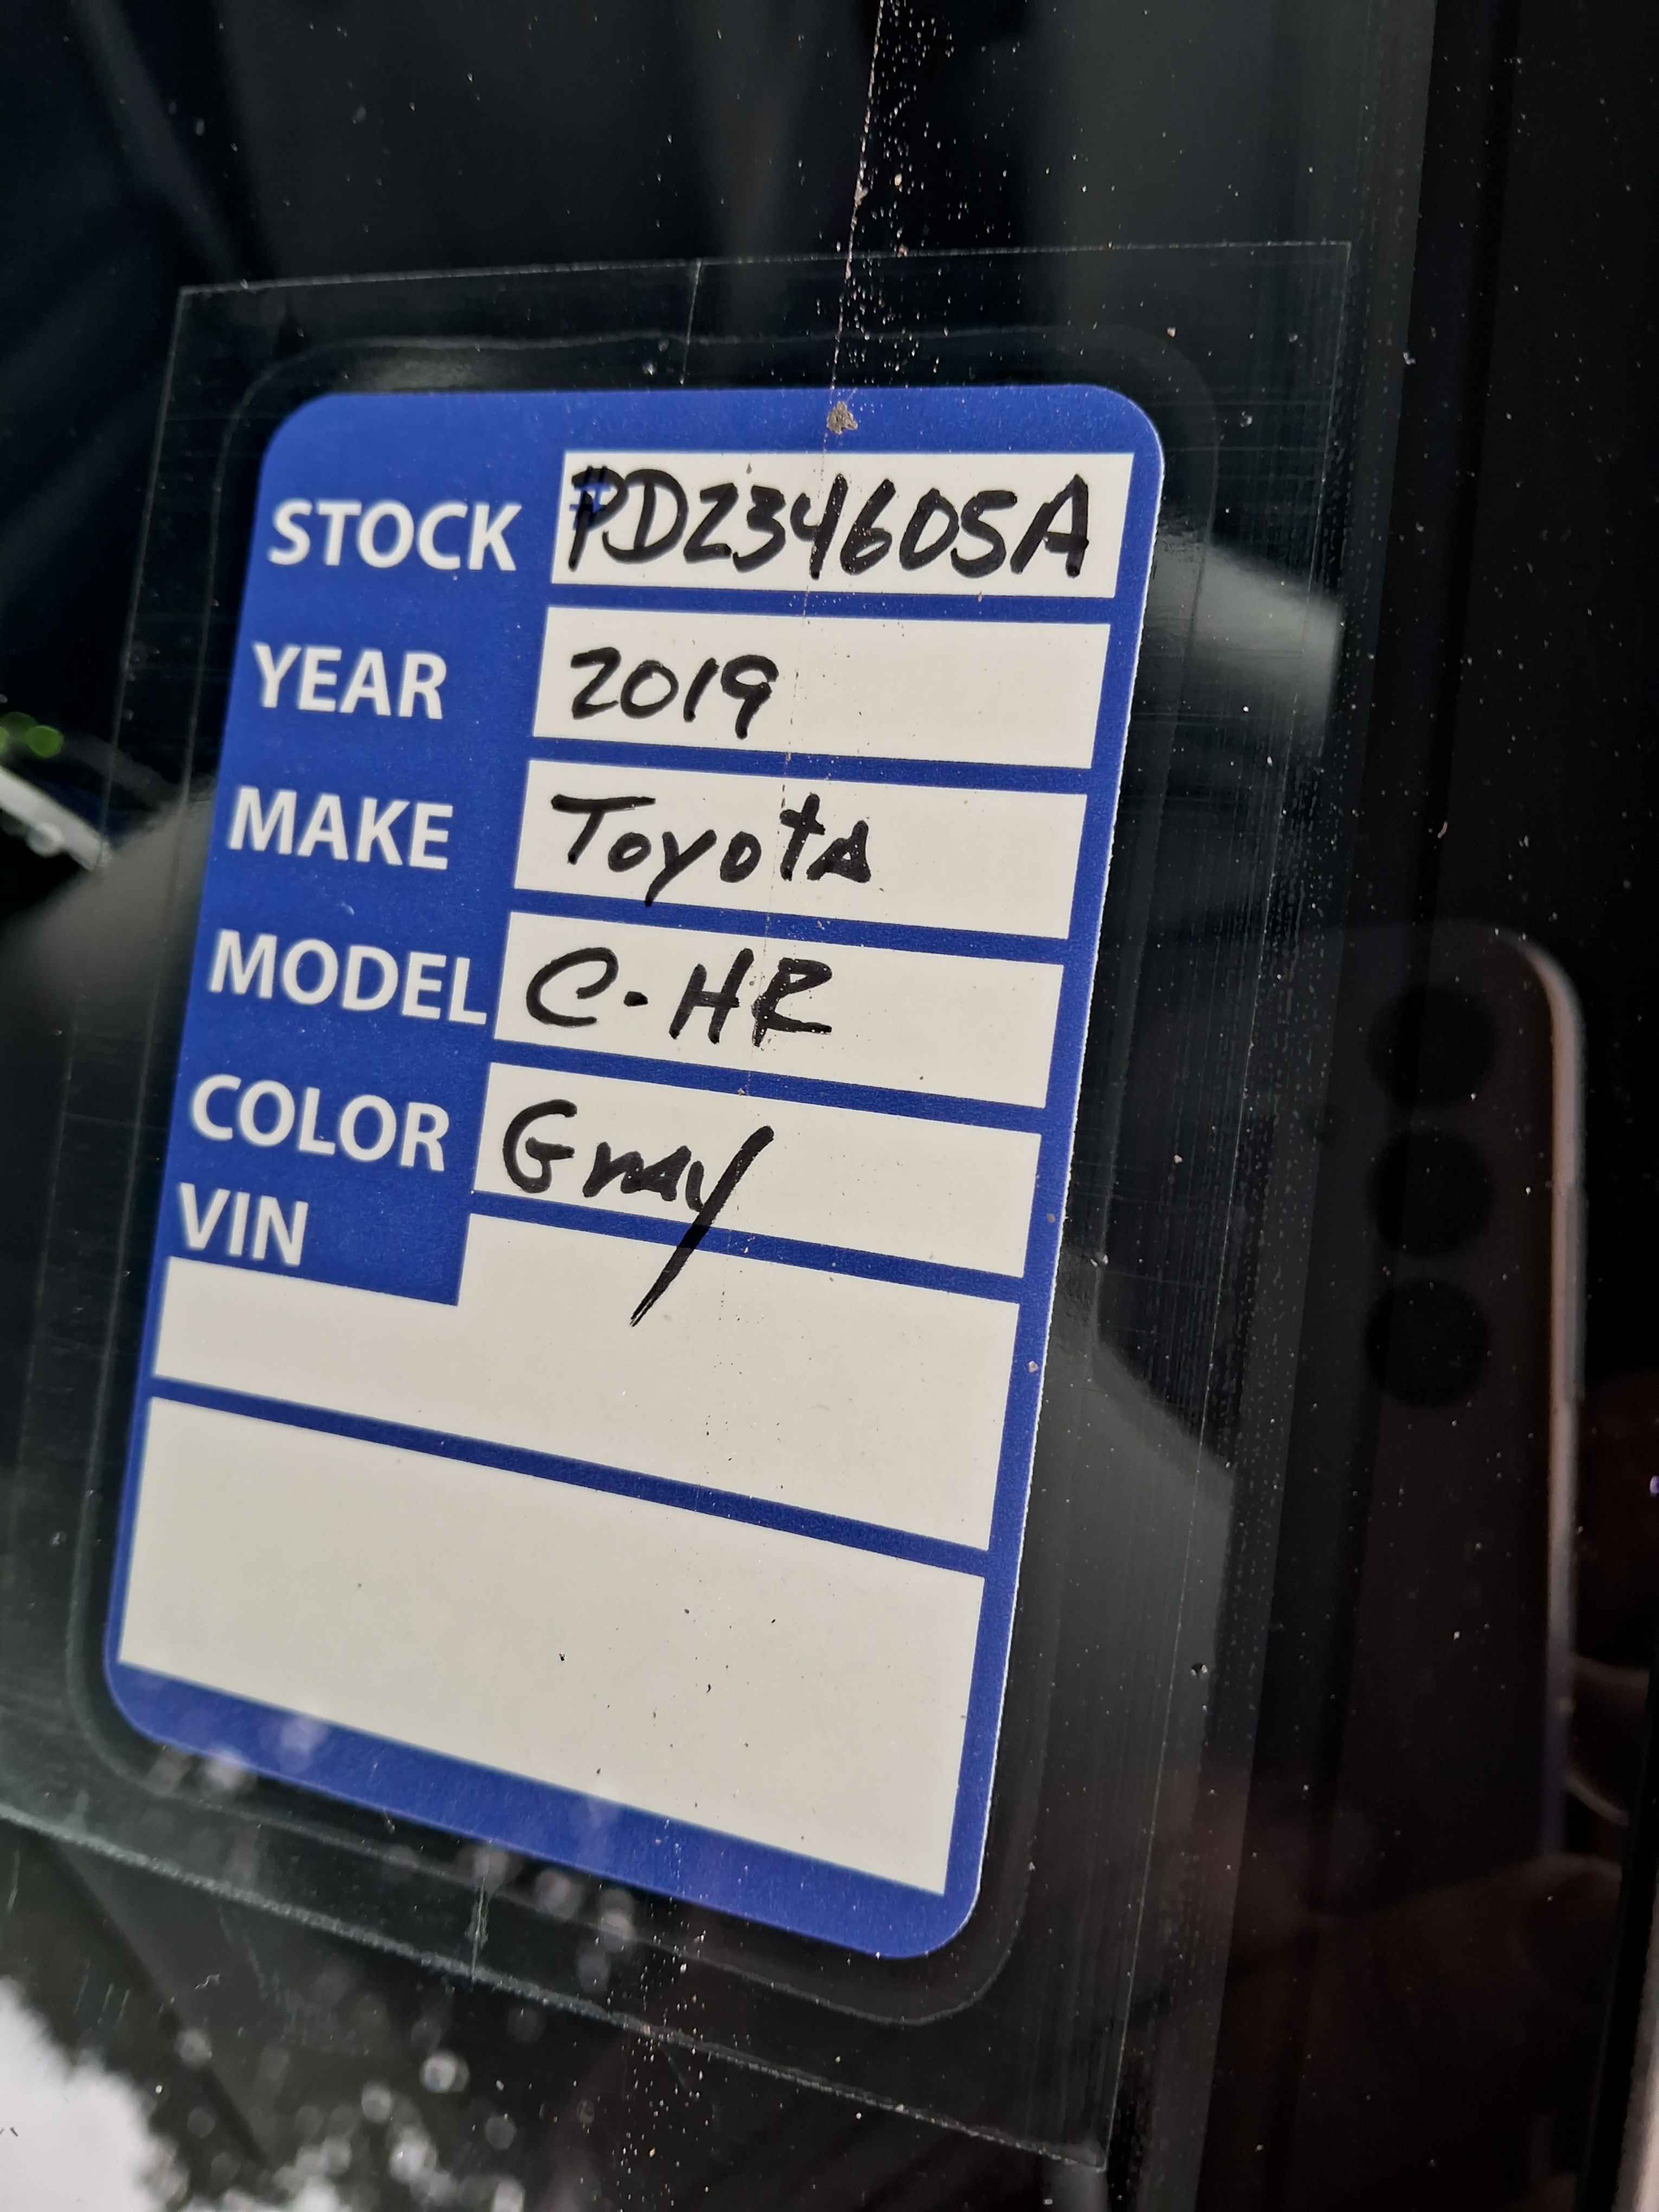 STOCK #PD234605A
YEAR 2019
MAKE Toyota
MODEL C-HR
COLOR Gray
VIN